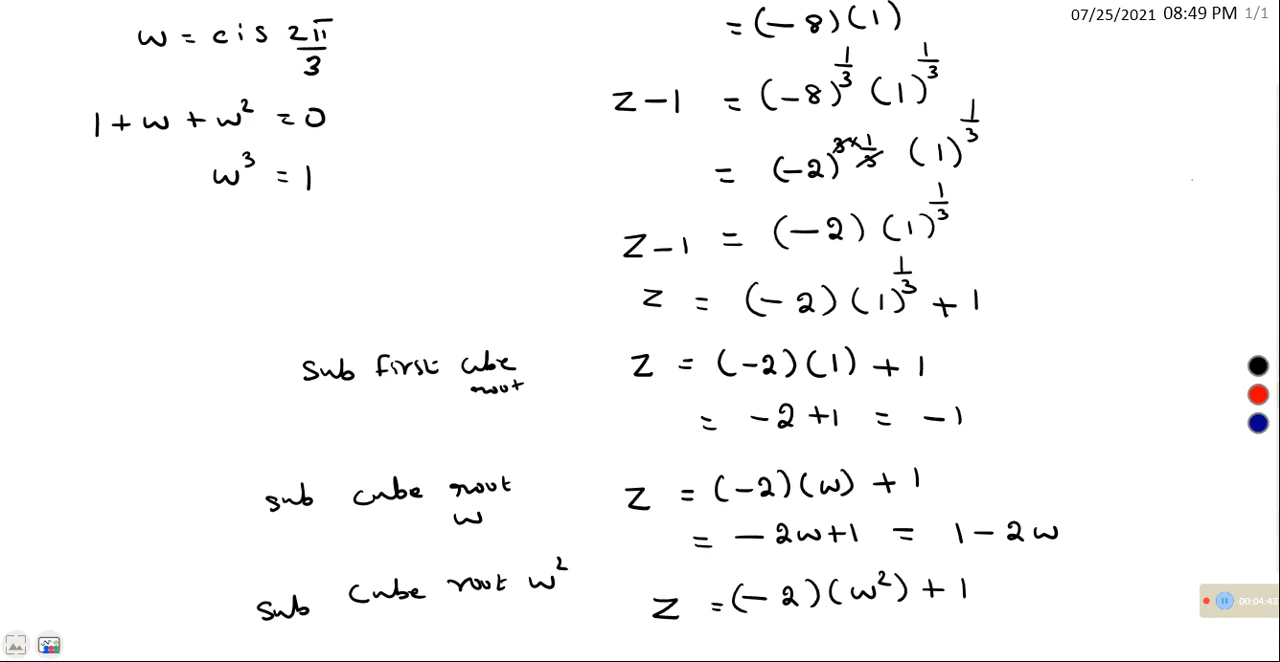 07/25/2021 08:49 PM 1/1
= (-8)(1)
w = cis 2π/3
z-1 = (-8)^1/3 (1)^1/3
1 + w + w² = 0
= (-2)^3×1/3 (1)^1/3
w³ = 1
z-1 = (-2) (1)^1/3
z = (-2) (1)^1/3 + 1
Sub first cube root
z = (-2)(1) + 1
= -2+1 = -1
sub cube root w
z = (-2)(w) + 1
= -2w+1 = 1-2w
sub cube root w²
z = (-2)(w²) + 1
00:04:43